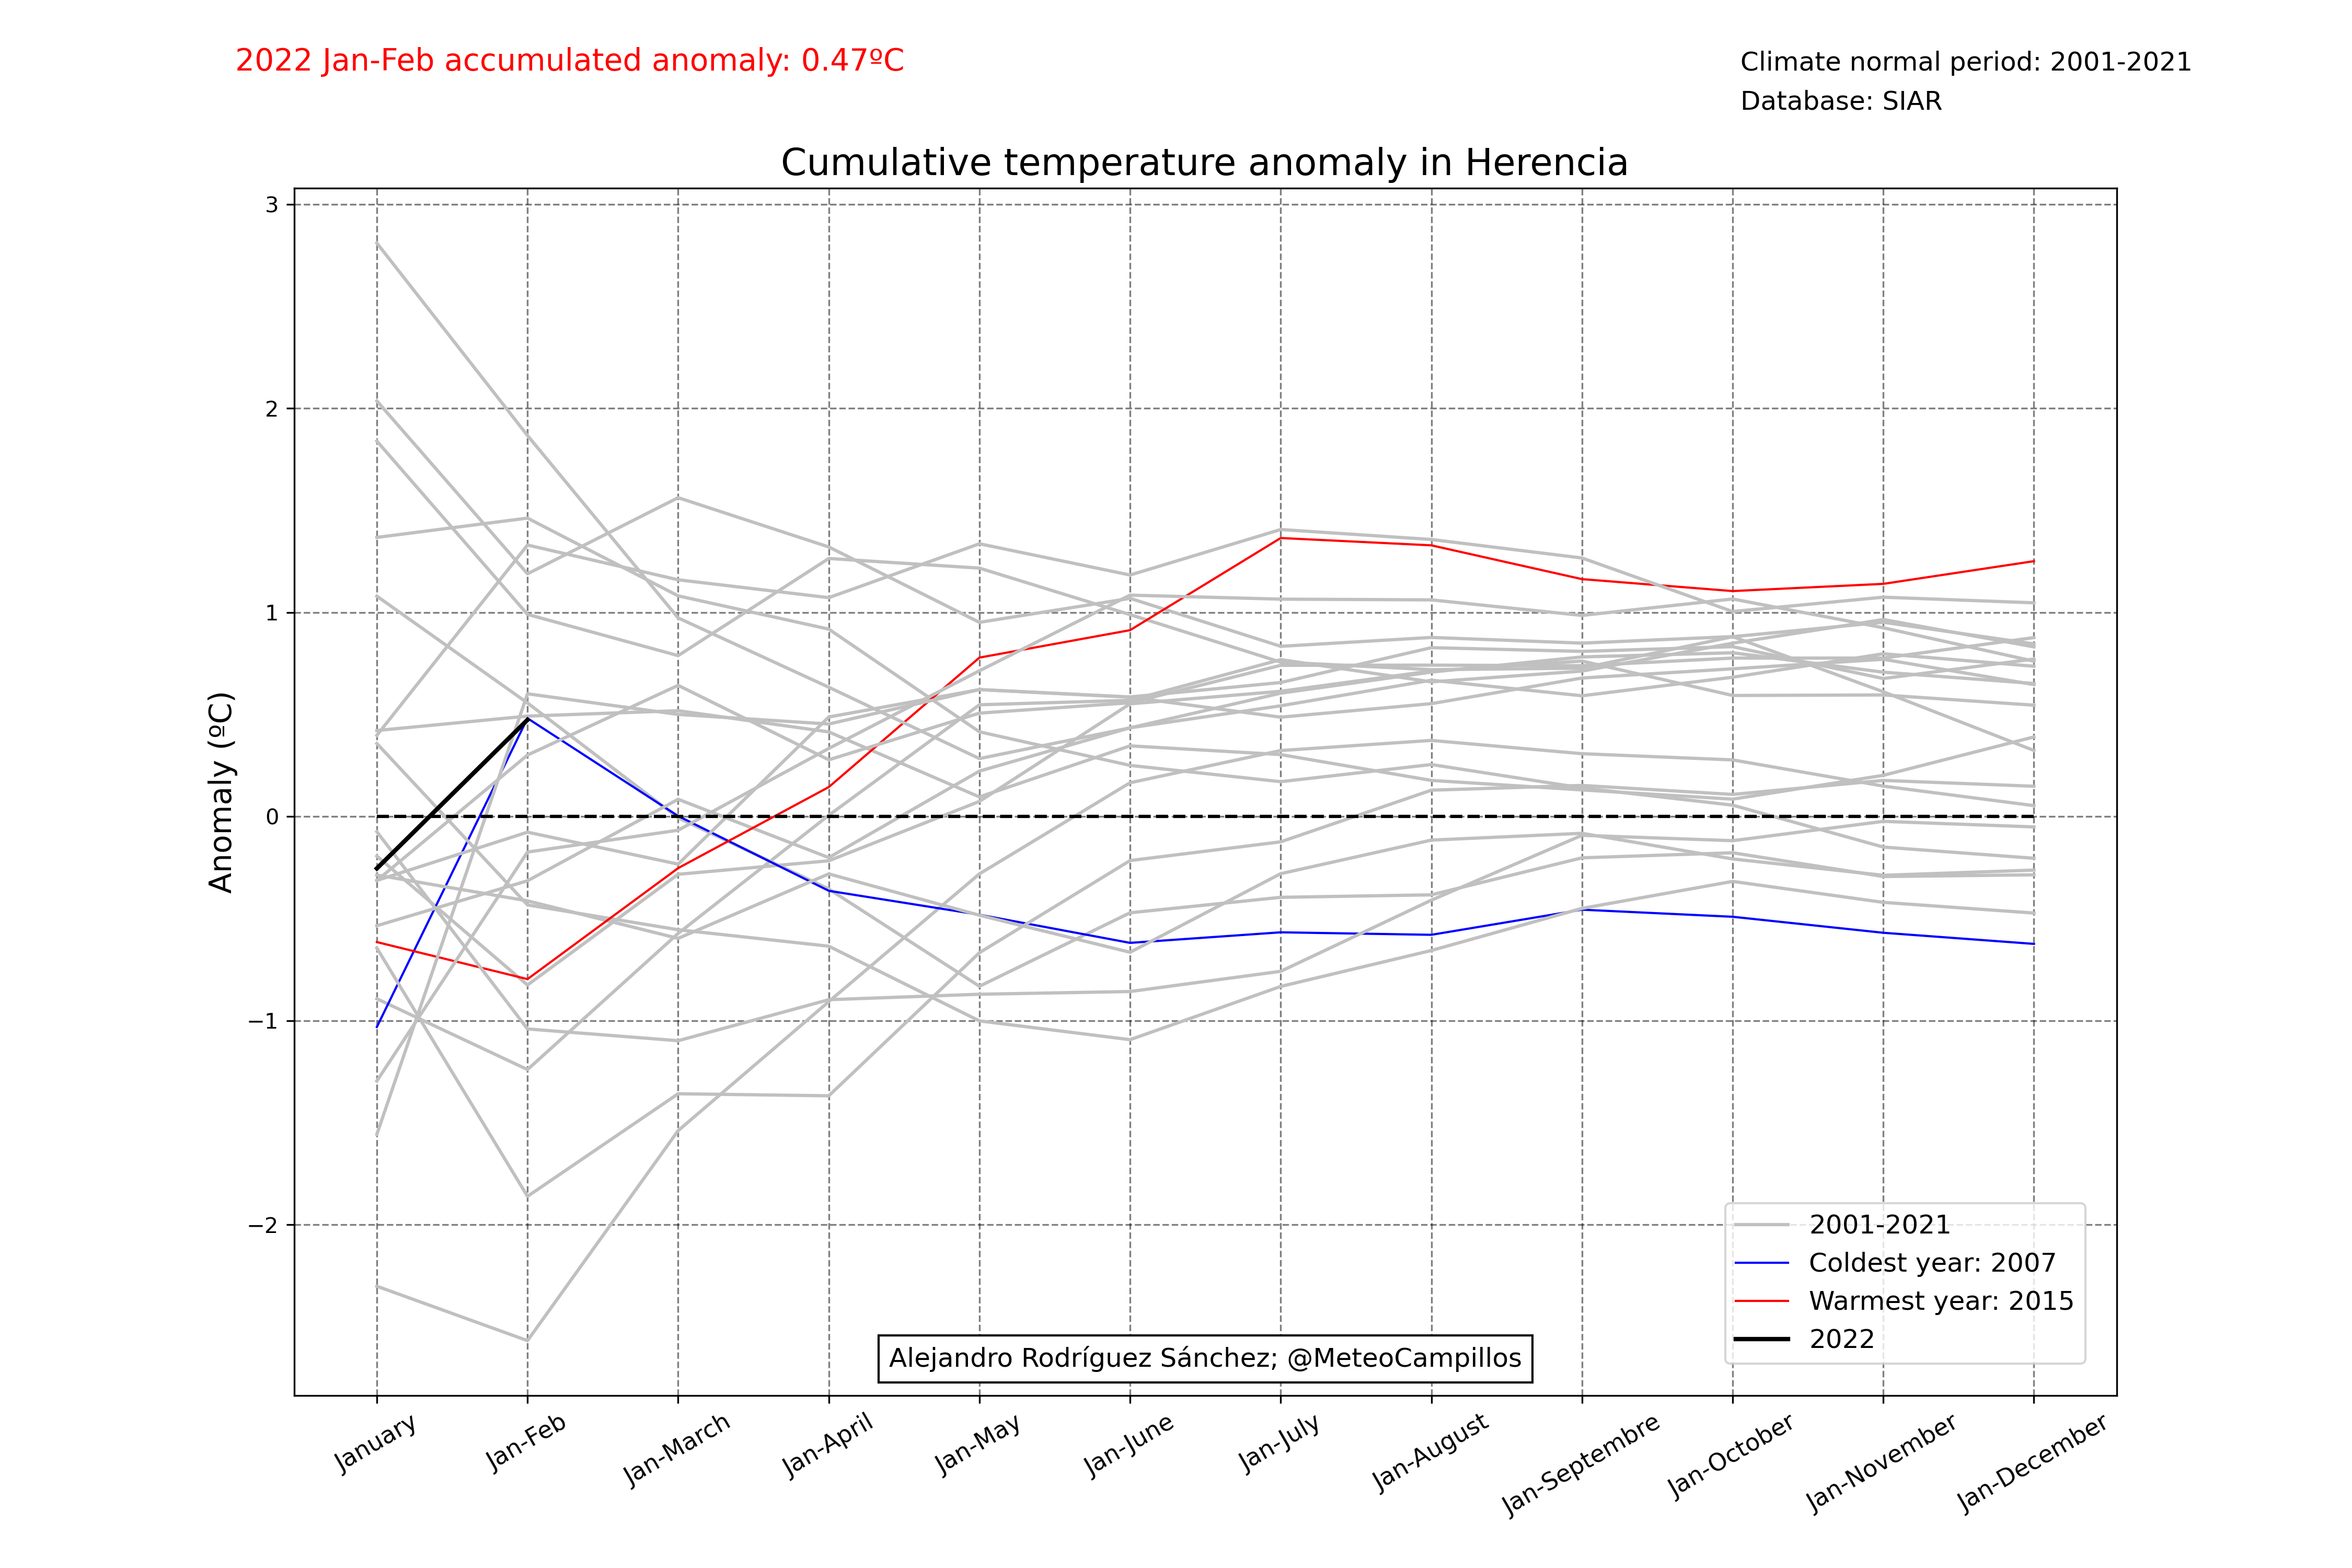 2022 Jan-Feb accumulated anomaly: 0.47ºC
Climate normal period: 2001-2021
Database: SIAR
Cumulative temperature anomaly in Herencia
Anomaly (ºC)
3
2
1
0
−1
−2
2001-2021
Coldest year: 2007
Warmest year: 2015
2022
Alejandro Rodríguez Sánchez; @MeteoCampillos
January
Jan-Feb
Jan-March
Jan-April
Jan-May
Jan-June
Jan-July
Jan-August
Jan-Septembre
Jan-October
Jan-November
Jan-December